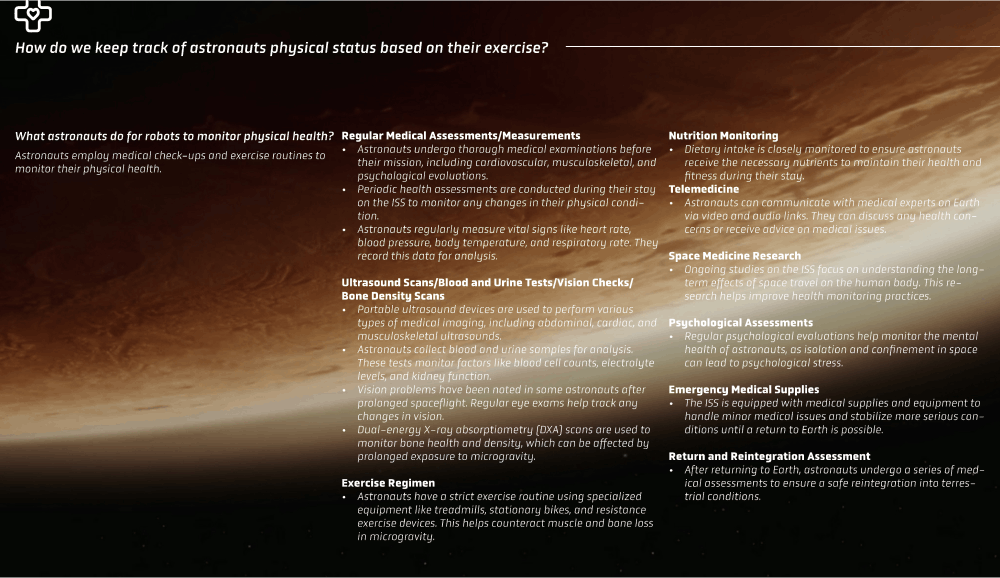 How do we keep track of astronauts physical status based on their exercise?
What astronauts do for robots to monitor physical health?
Astronauts employ medical check-ups and exercise routines to
monitor their physical health.
Regular Medical Assessments/Measurements
• Astronauts undergo thorough medical examinations before
their mission, including cardiovascular, musculoskeletal, and
psychological evaluations.
• Periodic health assessments are conducted during their stay
on the ISS to monitor any changes in their physical condi-
tion.
• Astronauts regularly measure vital signs like heart rate,
blood pressure, body temperature, and respiratory rate. They
record this data for analysis.
Ultrasound Scans/Blood and Urine Tests/Vision Checks/
Bone Density Scans
• Portable ultrasound devices are used to perform various
types of medical imaging, including abdominal, cardiac, and
musculoskeletal ultrasounds.
• Astronauts collect blood and urine samples for analysis.
These tests monitor factors like blood cell counts, electrolyte
levels, and kidney function.
• Vision problems have been noted in some astronauts after
prolonged spaceflight. Regular eye exams help track any
changes in vision.
• Dual-energy X-ray absorptiometry (DXA) scans are used to
monitor bone health and density, which can be affected by
prolonged exposure to microgravity.
Exercise Regimen
• Astronauts have a strict exercise routine using specialized
equipment like treadmills, stationary bikes, and resistance
exercise devices. This helps counteract muscle and bone loss
in microgravity.
Nutrition Monitoring
• Dietary intake is closely monitored to ensure astronauts
receive the necessary nutrients to maintain their health and
fitness during their stay.
Telemedicine
• Astronauts can communicate with medical experts on Earth
via video and audio links. They can discuss any health con-
cerns or receive advice on medical issues.
Space Medicine Research
• Ongoing studies on the ISS focus on understanding the long-
term effects of space travel on the human body. This re-
search helps improve health monitoring practices.
Psychological Assessments
• Regular psychological evaluations help monitor the mental
health of astronauts, as isolation and confinement in space
can lead to psychological stress.
Emergency Medical Supplies
• The ISS is equipped with medical supplies and equipment to
handle minor medical issues and stabilize more serious con-
ditions until a return to Earth is possible.
Return and Reintegration Assessment
• After returning to Earth, astronauts undergo a series of med-
ical assessments to ensure a safe reintegration into terres-
trial conditions.